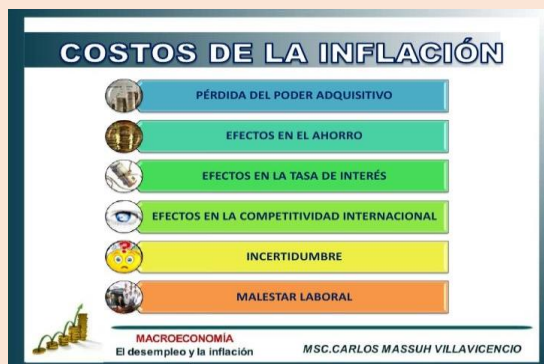 COSTOS DE LA INFLACIÓN
PÉRDIDA DEL PODER ADQUISITIVO
EFECTOS EN EL AHORRO
EFECTOS EN LA TASA DE INTERÉS
EFECTOS EN LA COMPETITIVIDAD INTERNACIONAL
INCERTIDUMBRE
MALESTAR LABORAL
MACROECONOMÍA
El desempleo y la inflación
MSC.CARLOS MASSUH VILLAVICENCIO